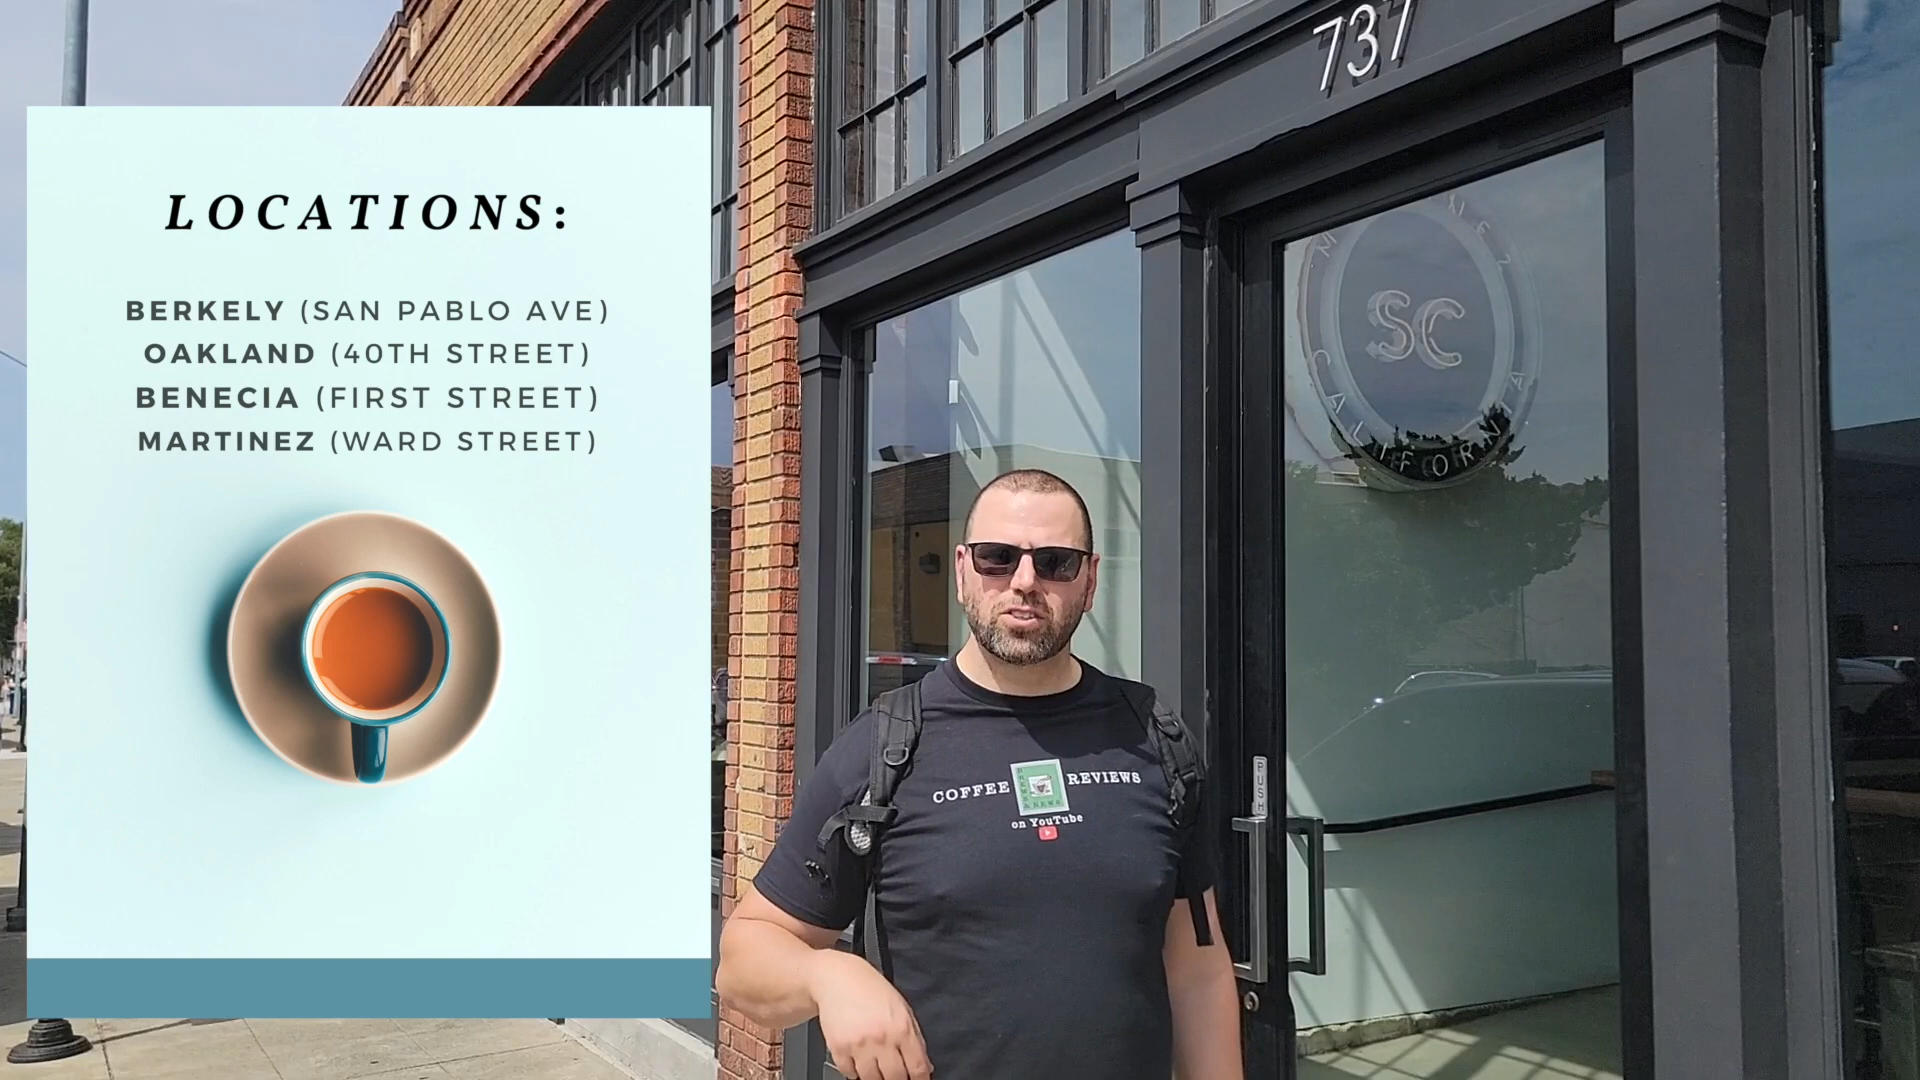 LOCATIONS:
BERKELY (SAN PABLO AVE)
OAKLAND (40TH STREET)
BENECIA (FIRST STREET)
MARTINEZ (WARD STREET)
737
SC
CALIFORNIA
PUSH
COFFEE REVIEWS
on YouTube